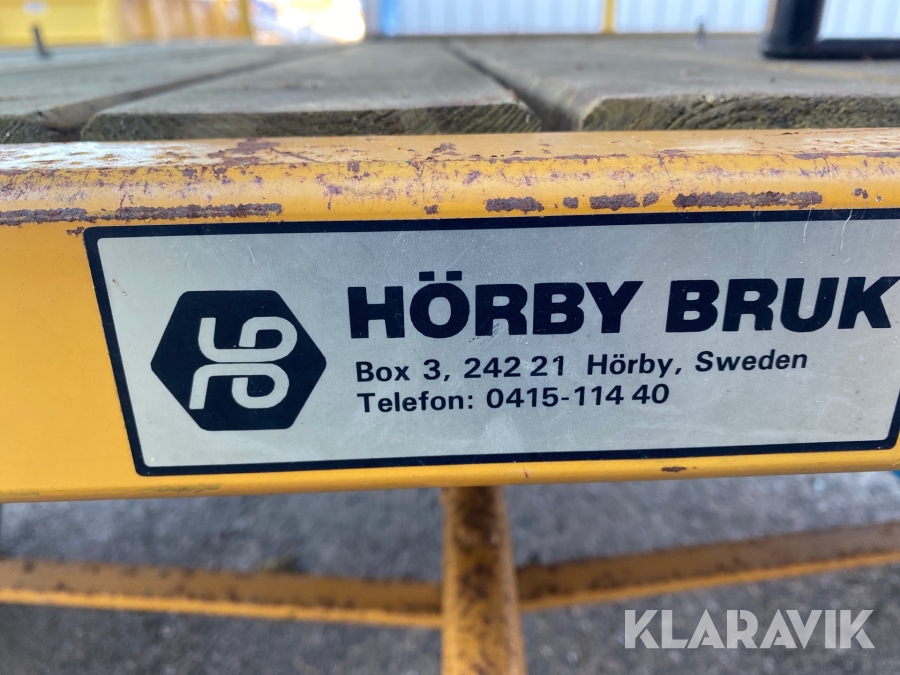 HÖRBY BRUK
Box 3, 242 21 Hörby, Sweden
Telefon: 0415-114 40
KLARAVIK